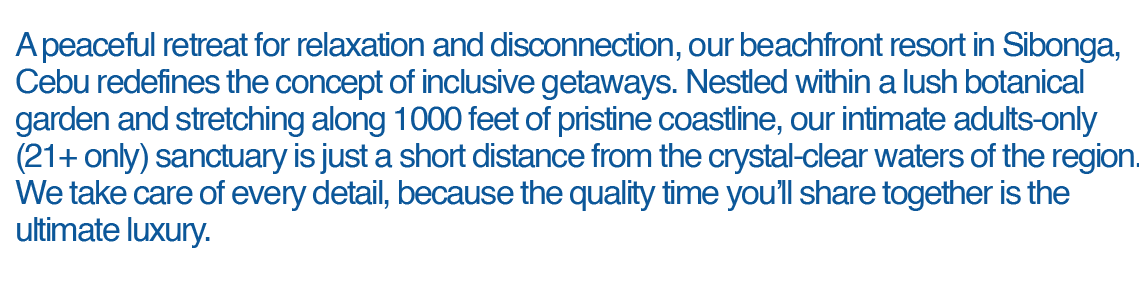 A peaceful retreat for relaxation and disconnection, our beachfront resort in Sibonga,
Cebu redefines the concept of inclusive getaways. Nestled within a lush botanical
garden and stretching along 1000 feet of pristine coastline, our intimate adults-only
(21+ only) sanctuary is just a short distance from the crystal-clear waters of the region.
We take care of every detail, because the quality time you’ll share together is the
ultimate luxury.